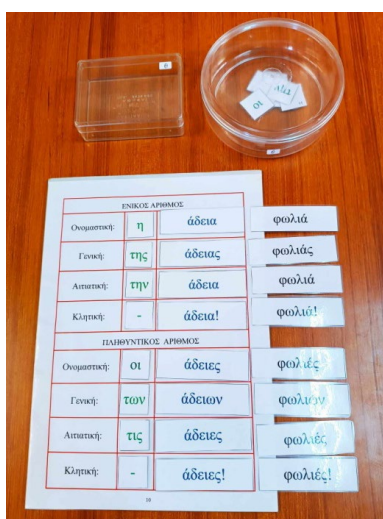 οι
ΕΝΙΚΟΣ ΑΡΙΘΜΟΣ
Ονομαστική: η άδεια φωλιά
Γενική: της άδειας φωλιάς
Αιτιατική: την άδεια φωλιά
Κλητική: - άδεια! φωλιά!
ΠΛΗΘΥΝΤΙΚΟΣ ΑΡΙΘΜΟΣ
Ονομαστική: οι άδειες φωλιές
Γενική: των άδειων φωλιών
Αιτιατική: τις άδειες φωλιές
Κλητική: - άδειες! φωλιές!